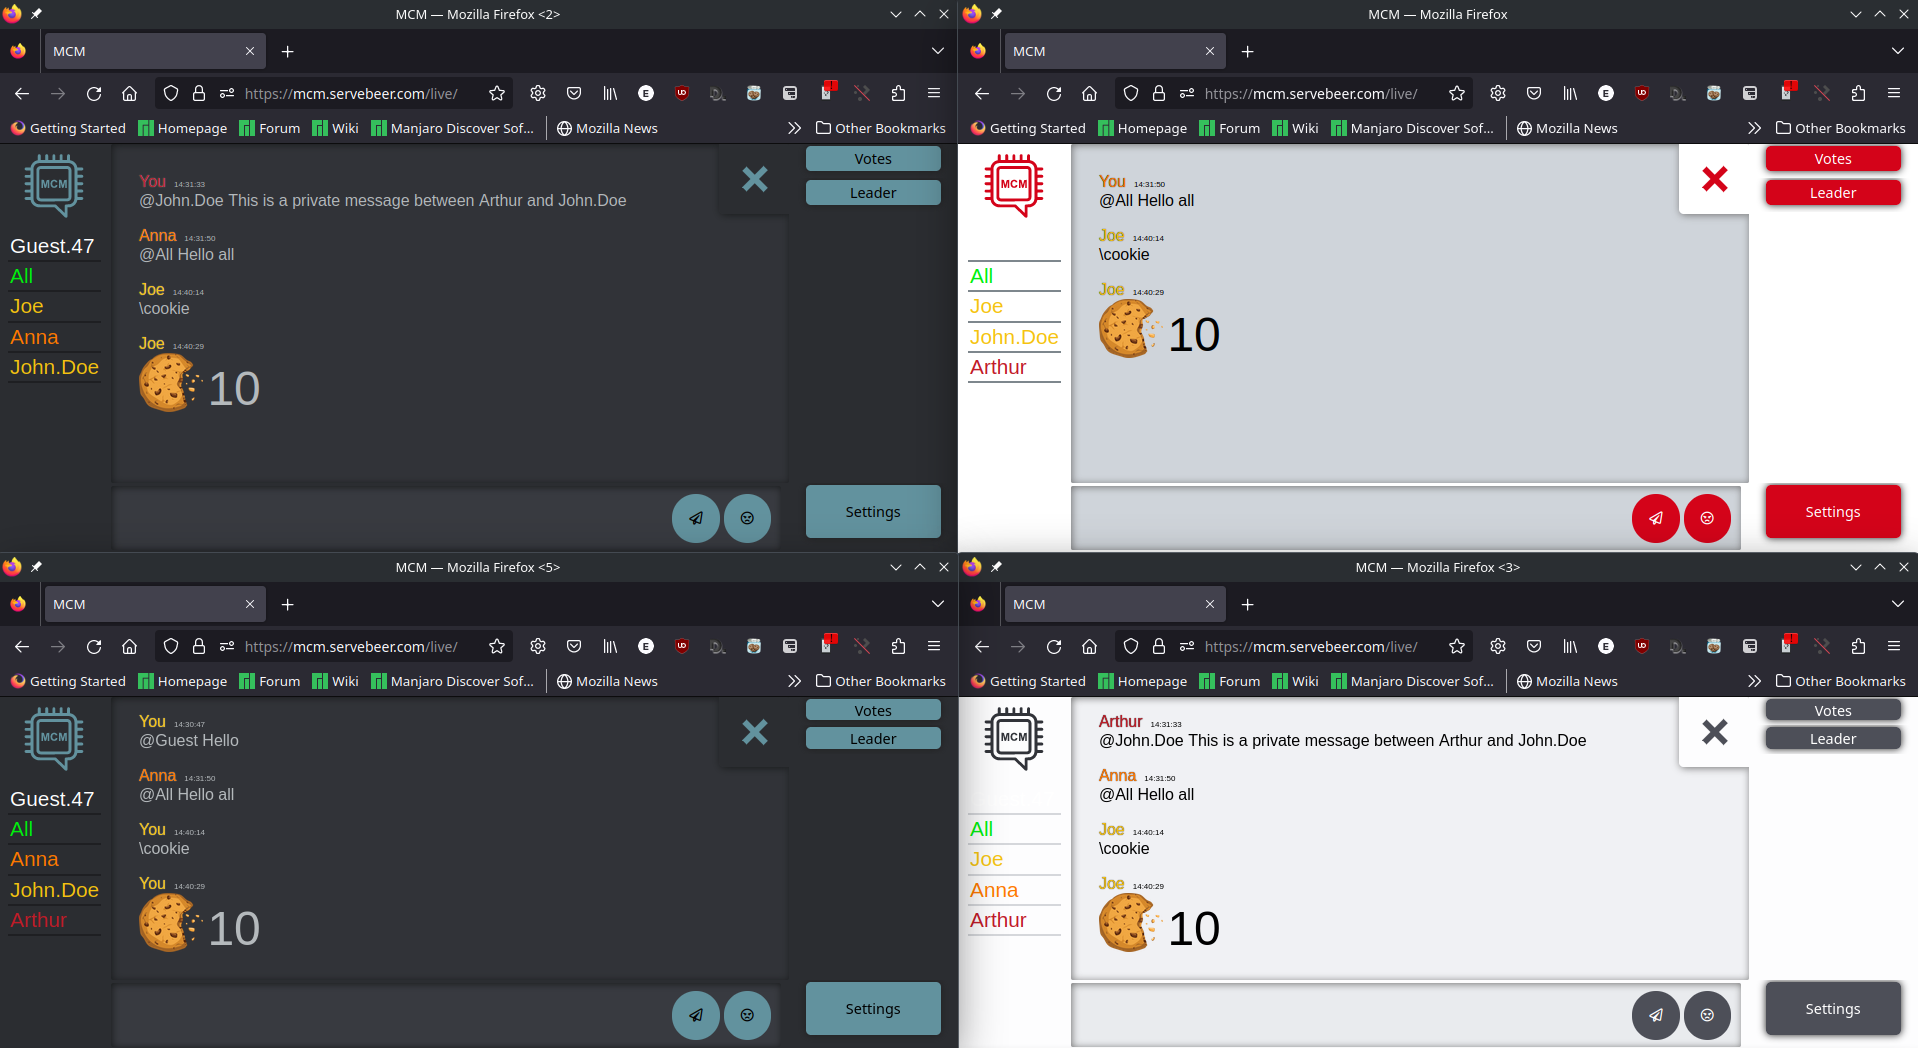 MCM — Mozilla Firefox <2>
MCM
https://mcm.servebeer.com/live/
Getting Started Homepage Forum Wiki Manjaro Discover Sof... Mozilla News Other Bookmarks
MCM
Guest.47
All
Joe
Anna
John.Doe
You 14:31:33
@John.Doe This is a private message between Arthur and John.Doe
Anna 14:31:50
@All Hello all
Joe 14:40:14
\cookie
Joe 14:40:29
10
Votes
Leader
Settings
MCM — Mozilla Firefox
MCM
https://mcm.servebeer.com/live/
Getting Started Homepage Forum Wiki Manjaro Discover Sof... Mozilla News Other Bookmarks
MCM
All
Joe
John.Doe
Arthur
You 14:31:50
@All Hello all
Joe 14:40:14
\cookie
Joe 14:40:29
10
Votes
Leader
Settings
MCM — Mozilla Firefox <5>
MCM
https://mcm.servebeer.com/live/
Getting Started Homepage Forum Wiki Manjaro Discover Sof... Mozilla News Other Bookmarks
MCM
Guest.47
All
Anna
John.Doe
Arthur
You 14:30:47
@Guest Hello
Anna 14:31:50
@All Hello all
You 14:40:14
\cookie
You 14:40:29
10
Votes
Leader
Settings
MCM — Mozilla Firefox <3>
MCM
https://mcm.servebeer.com/live/
Getting Started Homepage Forum Wiki Manjaro Discover Sof... Mozilla News Other Bookmarks
MCM
All
Joe
Anna
Arthur
Arthur 14:31:33
@John.Doe This is a private message between Arthur and John.Doe
Anna 14:31:50
@All Hello all
Joe 14:40:14
\cookie
Joe 14:40:29
10
Votes
Leader
Settings